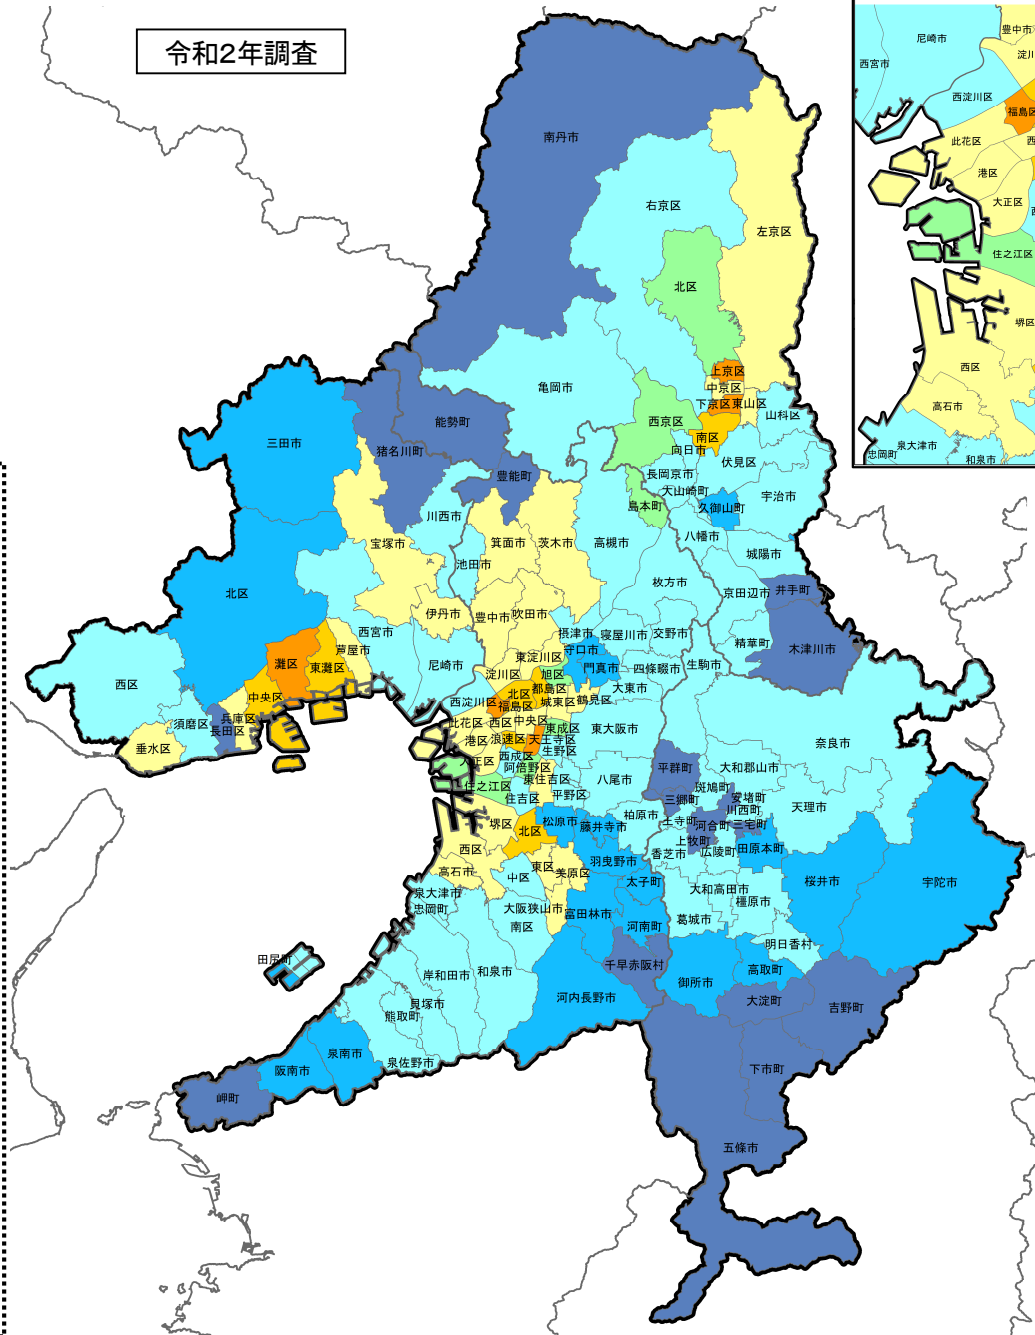 令和2年調査
南丹市
右京区
左京区
北区
上京区
中京区
下京区
東山区
山科区
亀岡市
西京区
南区
向日市
伏見区
長岡京市
大山崎町
久御山町
宇治市
島本町
八幡市
城陽市
京田辺市
井手町
精華町
木津川市
能勢町
豊能町
猪名川町
三田市
川西市
宝塚市
池田市
箕面市
茨木市
高槻市
枚方市
北区
伊丹市
豊中市
吹田市
摂津市
寝屋川市
交野市
西宮市
芦屋市
尼崎市
東淀川区
守口市
門真市
四條畷市
生駒市
灘区
東灘区
中央区
兵庫区
長田区
須磨区
西区
垂水区
淀川区
旭区
都島区
北区
福島区
西淀川区
城東区
鶴見区
大東市
此花区
西区
中央区
東成区
東大阪市
港区
浪速区
天王寺区
生野区
大正区
西成区
阿倍野区
東住吉区
住之江区
住吉区
平野区
八尾市
柏原市
奈良市
平群町
大和郡山市
斑鳩町
安堵町
三郷町
川西町
天理市
王寺町
河合町
三宅町
上牧町
広陵町
田原本町
香芝市
堺区
北区
松原市
藤井寺市
西区
高石市
中区
東区
美原区
羽曳野市
太子町
泉大津市
忠岡町
大阪狭山市
南区
富田林市
河南町
大和高田市
橿原市
葛城市
桜井市
宇陀市
明日香村
田尻町
岸和田市
和泉市
千早赤阪村
御所市
高取町
貝塚市
熊取町
河内長野市
大淀町
吉野町
泉南市
阪南市
泉佐野市
岬町
下市町
五條市
尼崎市
豊中市
西宮市
淀川
西淀川区
福島区
此花区
西
港区
大正区
西
住之江区
堺区
西区
高石市
泉大津市
忠岡町
和泉市